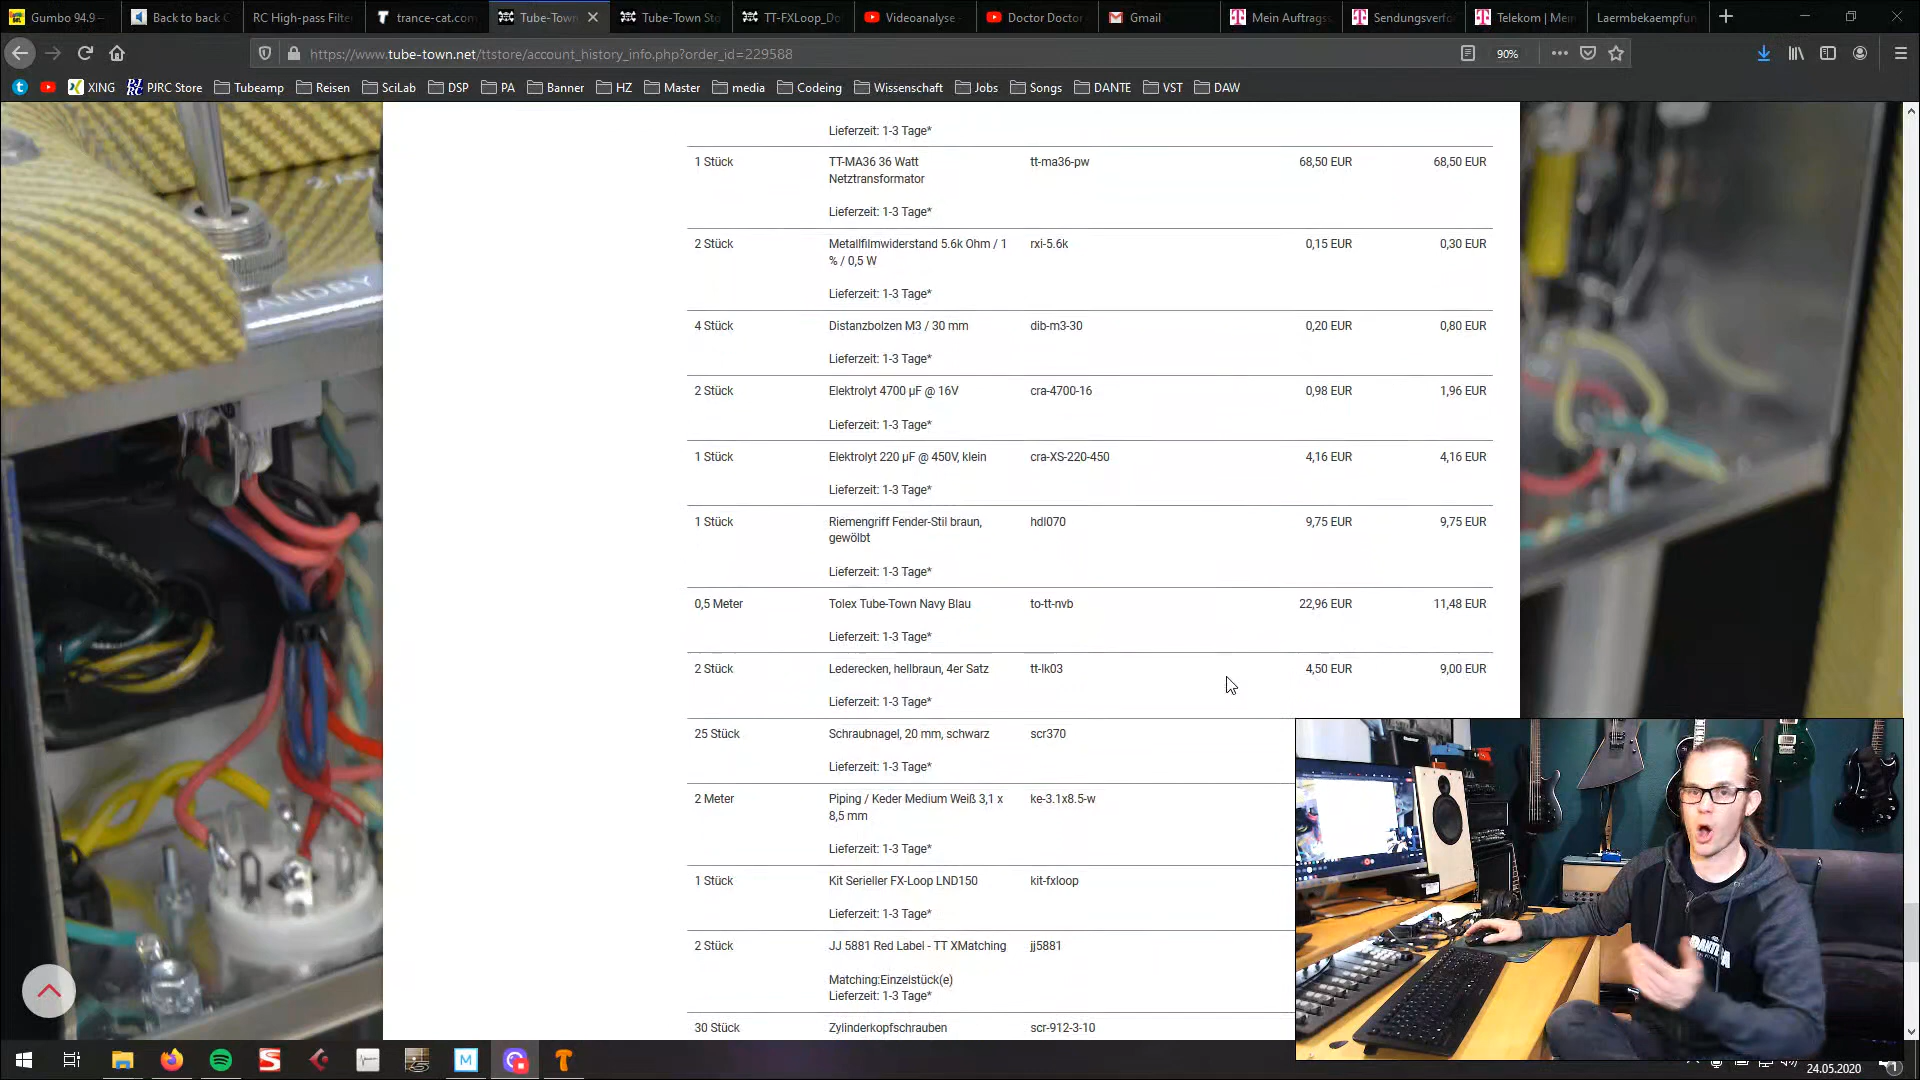 Gumbo 94.9 –
Back to back C
RC High-pass Filte
trance-cat.com
Tube-Town
Tube-Town Sto
TT-FXLoop_Do
Videoanalyse -
Doctor Doctor
Gmail
Mein Auftrags
Sendungsverfo
Telekom | Mei
Laermbekaempfun
https://www.tube-town.net/ttstore/account_history_info.php?order_id=229588
90%
XING
PJRC Store
Tubeamp
Reisen
SciLab
DSP
PA
Banner
HZ
Master
media
Codeing
Wissenschaft
Jobs
Songs
DANTE
VST
DAW
Lieferzeit: 1-3 Tage*
1 Stück TT-MA36 36 Watt tt-ma36-pw 68,50 EUR 68,50 EUR
Netztransformator
Lieferzeit: 1-3 Tage*
2 Stück Metallfilmwiderstand 5.6k Ohm / 1 rxi-5.6k 0,15 EUR 0,30 EUR
% / 0,5 W
Lieferzeit: 1-3 Tage*
4 Stück Distanzbolzen M3 / 30 mm dib-m3-30 0,20 EUR 0,80 EUR
Lieferzeit: 1-3 Tage*
2 Stück Elektrolyt 4700 µF @ 16V cra-4700-16 0,98 EUR 1,96 EUR
Lieferzeit: 1-3 Tage*
1 Stück Elektrolyt 220 µF @ 450V, klein cra-XS-220-450 4,16 EUR 4,16 EUR
Lieferzeit: 1-3 Tage*
1 Stück Riemengriff Fender-Stil braun, hdl070 9,75 EUR 9,75 EUR
gewölbt
Lieferzeit: 1-3 Tage*
0,5 Meter Tolex Tube-Town Navy Blau to-tt-nvb 22,96 EUR 11,48 EUR
Lieferzeit: 1-3 Tage*
2 Stück Lederecken, hellbraun, 4er Satz tt-lk03 4,50 EUR 9,00 EUR
Lieferzeit: 1-3 Tage*
25 Stück Schraubnagel, 20 mm, schwarz scr370
Lieferzeit: 1-3 Tage*
2 Meter Piping / Keder Medium Weiß 3,1 x ke-3.1x8.5-w
8,5 mm
Lieferzeit: 1-3 Tage*
1 Stück Kit Serieller FX-Loop LND150 kit-fxloop
Lieferzeit: 1-3 Tage*
2 Stück JJ 5881 Red Label - TT XMatching jj5881
Matching:Einzelstück(e)
Lieferzeit: 1-3 Tage*
30 Stück Zylinderkopfschrauben scr-912-3-10
24.05.2020